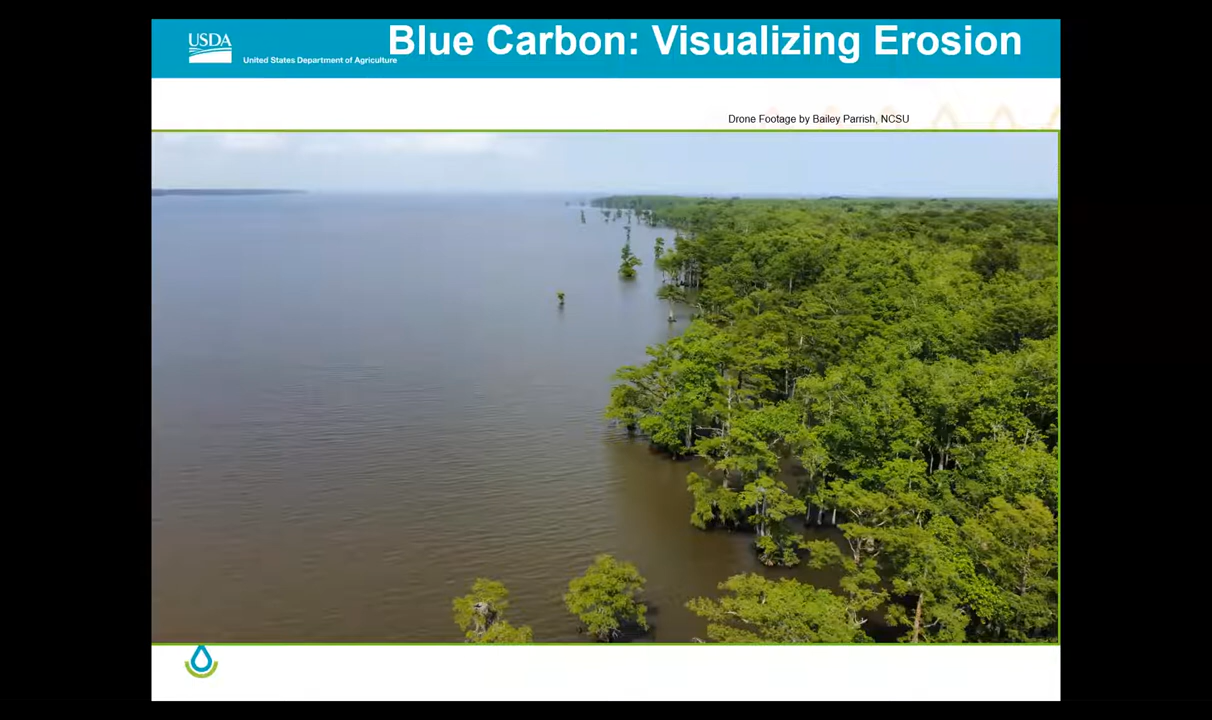 Blue Carbon: Visualizing Erosion
USDA
United States Department of Agriculture
Drone Footage by Bailey Parrish, NCSU